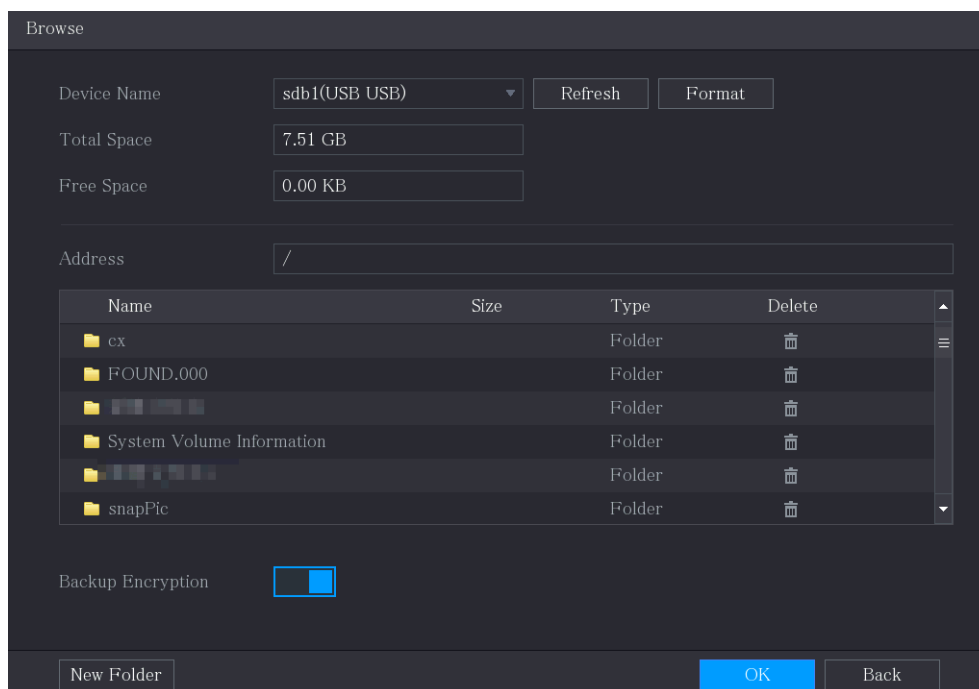 Browse
Device Name sdb1(USB USB) Refresh Format
Total Space 7.51 GB
Free Space 0.00 KB
Address /
Name Size Type Delete
cx Folder
FOUND.000 Folder
Folder
System Volume Information Folder
Folder
snapPic Folder
Backup Encryption
New Folder OK Back